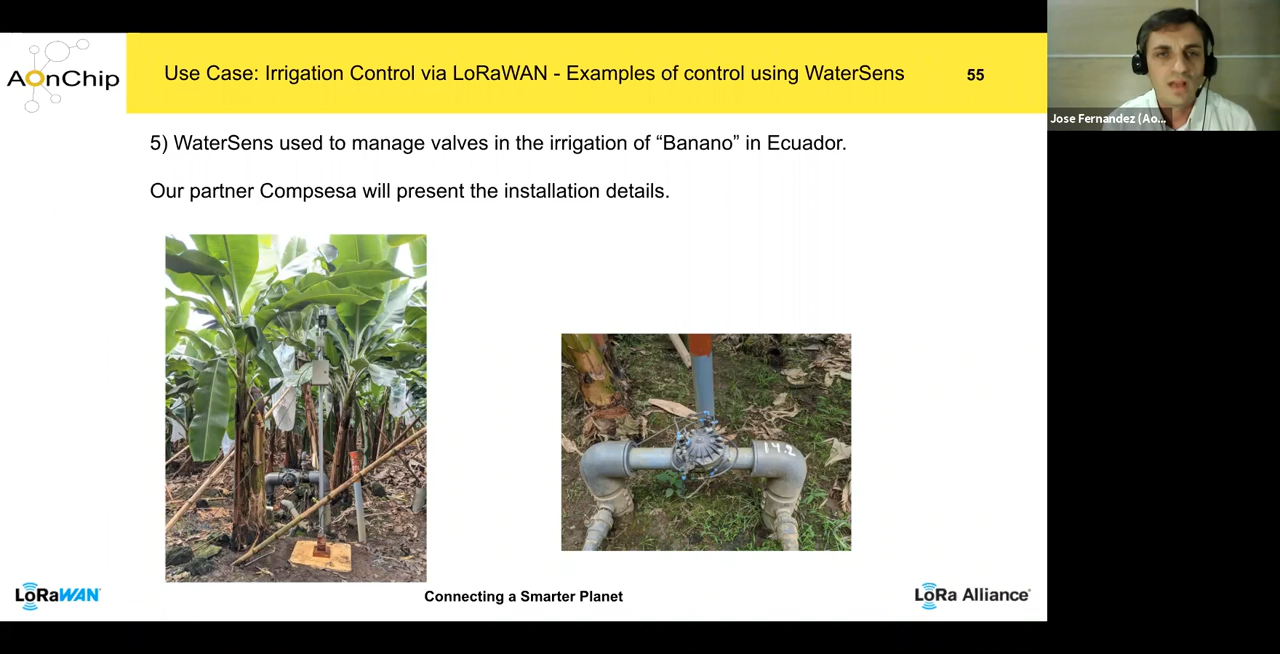 AonChip
Use Case: Irrigation Control via LoRaWAN - Examples of control using WaterSens
55
Jose Fernandez (Ao...
5) WaterSens used to manage valves in the irrigation of “Banano” in Ecuador.
Our partner Compsesa will present the installation details.
14.2
LoRaWAN
Connecting a Smarter Planet
LoRa Alliance